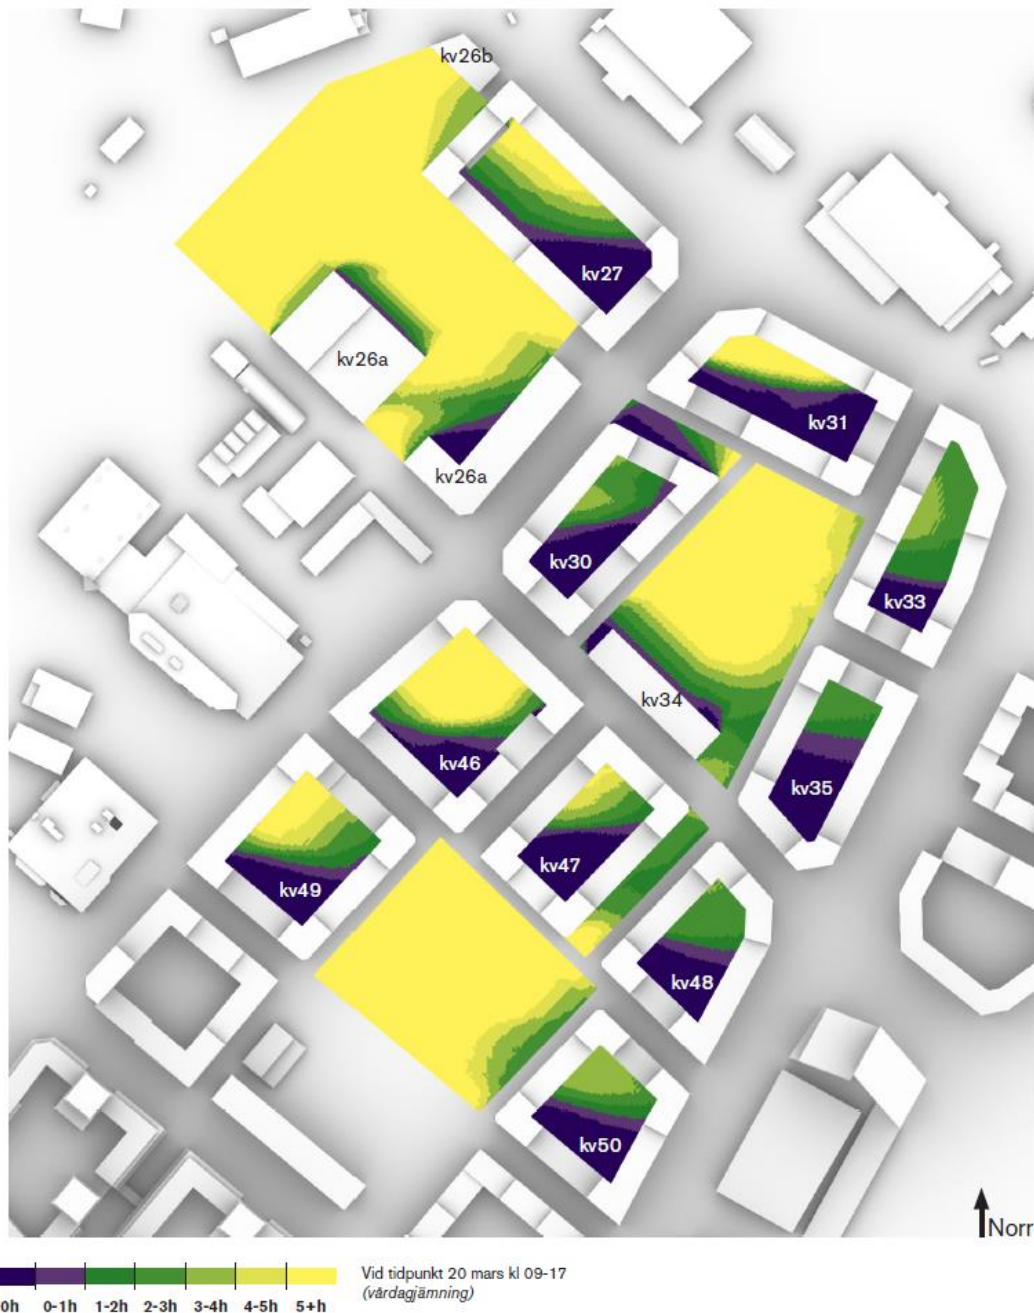 kv26b
kv27
kv26a
kv31
kv26a
kv30
kv33
kv34
kv46
kv35
kv47
kv49
kv48
kv50
Norr
0h 0-1h 1-2h 2-3h 3-4h 4-5h 5+h
Vid tidpunkt 20 mars kl 09-17
(vårdagjämning)